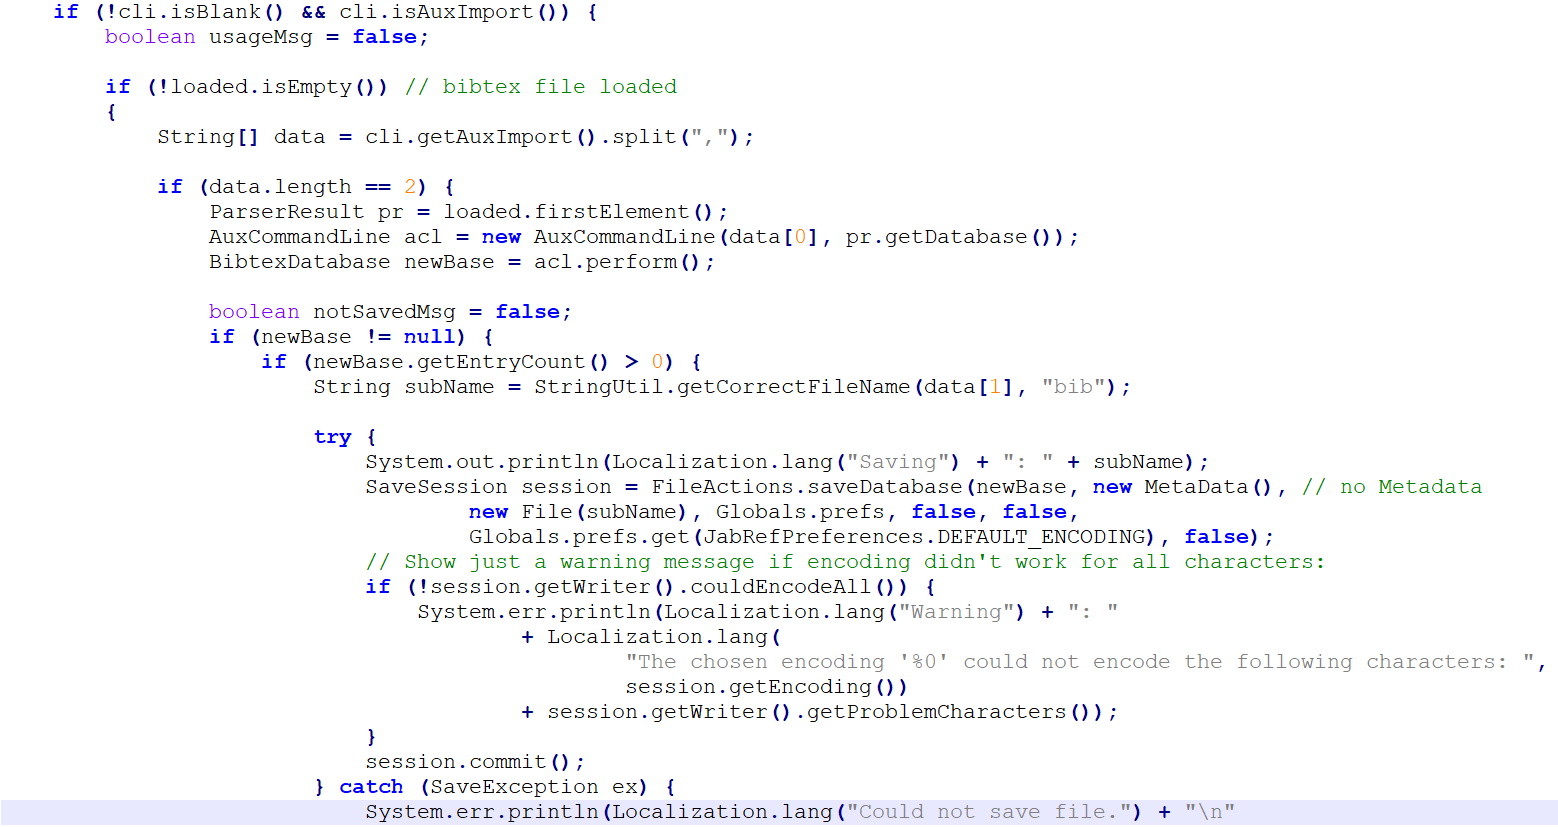 if (!cli.isBlank() && cli.isAuxImport()) {
    boolean usageMsg = false;

    if (!loaded.isEmpty()) // bibtex file loaded
    {
        String[] data = cli.getAuxImport().split(",");

        if (data.length == 2) {
            ParserResult pr = loaded.firstElement();
            AuxCommandLine acl = new AuxCommandLine(data[0], pr.getDatabase());
            BibtexDatabase newBase = acl.perform();

            boolean notSavedMsg = false;
            if (newBase != null) {
                if (newBase.getEntryCount() > 0) {
                    String subName = StringUtil.getCorrectFileName(data[1], "bib");

                    try {
                        System.out.println(Localization.lang("Saving") + ": " + subName);
                        SaveSession session = FileActions.saveDatabase(newBase, new MetaData(), // no Metadata
                                new File(subName), Globals.prefs, false, false,
                                Globals.prefs.get(JabRefPreferences.DEFAULT_ENCODING), false);
                        // Show just a warning message if encoding didn't work for all characters:
                        if (!session.getWriter().couldEncodeAll()) {
                            System.err.println(Localization.lang("Warning") + ": "
                                    + Localization.lang(
                                            "The chosen encoding '%0' could not encode the following characters: ",
                                            session.getEncoding())
                                    + session.getWriter().getProblemCharacters());
                        }
                        session.commit();
                    } catch (SaveException ex) {
                        System.err.println(Localization.lang("Could not save file.") + "\n"